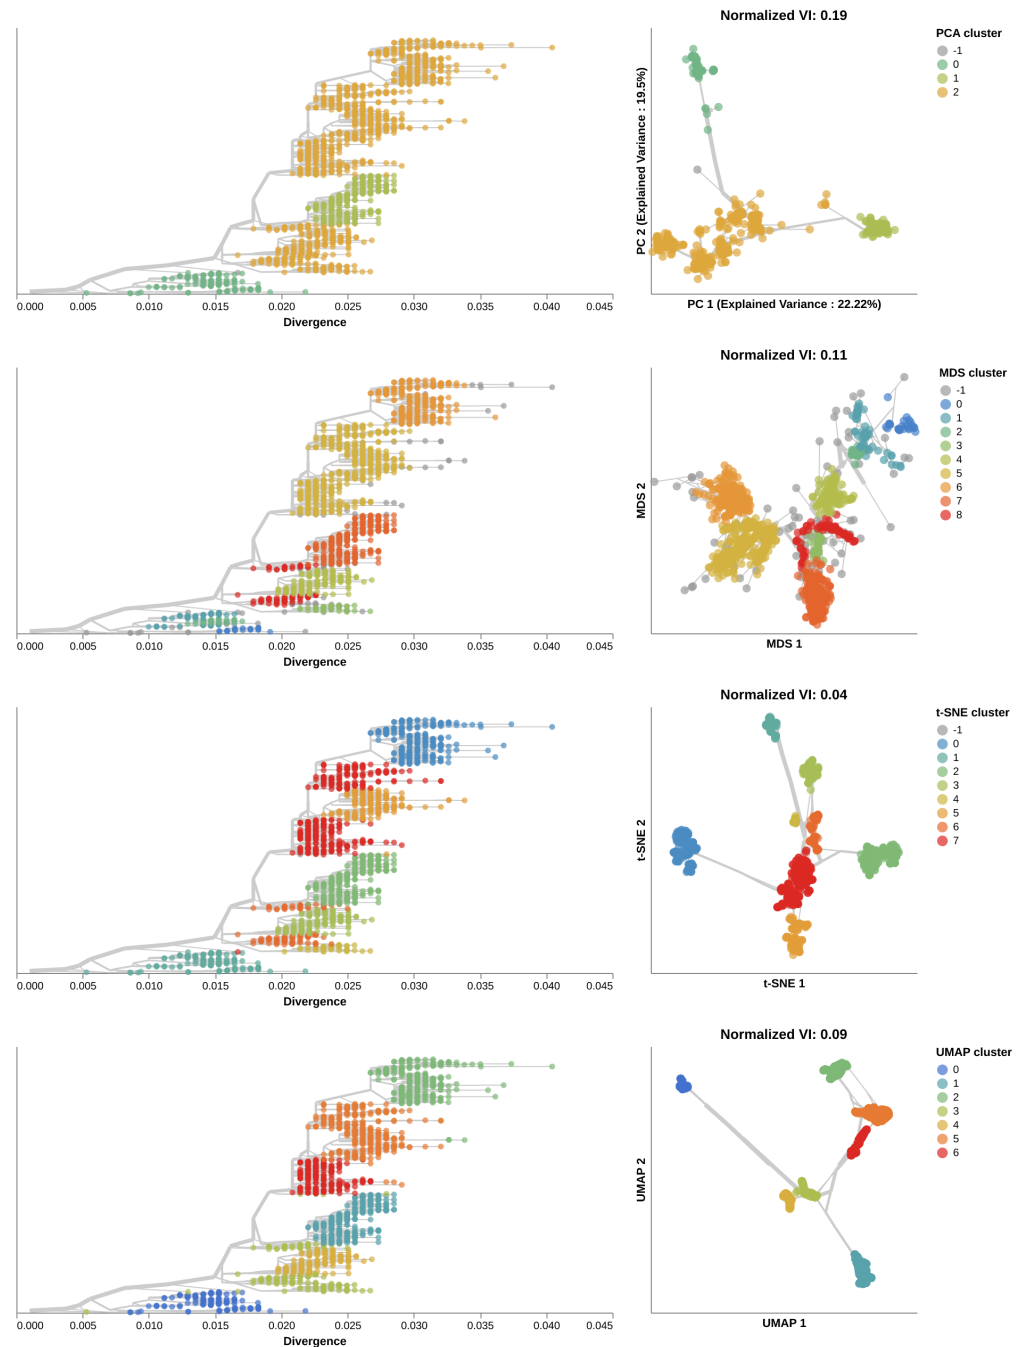 Normalized VI: 0.19
PCA cluster
-1
0
1
2
PC 2 (Explained Variance : 19.5%)
0.000 0.005 0.010 0.015 0.020 0.025 0.030 0.035 0.040 0.045
Divergence
PC 1 (Explained Variance : 22.22%)
Normalized VI: 0.11
MDS cluster
-1
0
1
2
3
4
5
6
7
8
MDS 2
0.000 0.005 0.010 0.015 0.020 0.025 0.030 0.035 0.040 0.045
Divergence
MDS 1
Normalized VI: 0.04
t-SNE cluster
-1
0
1
2
3
4
5
6
7
t-SNE 2
0.000 0.005 0.010 0.015 0.020 0.025 0.030 0.035 0.040 0.045
Divergence
t-SNE 1
Normalized VI: 0.09
UMAP cluster
0
1
2
3
4
5
6
UMAP 2
0.000 0.005 0.010 0.015 0.020 0.025 0.030 0.035 0.040 0.045
Divergence
UMAP 1